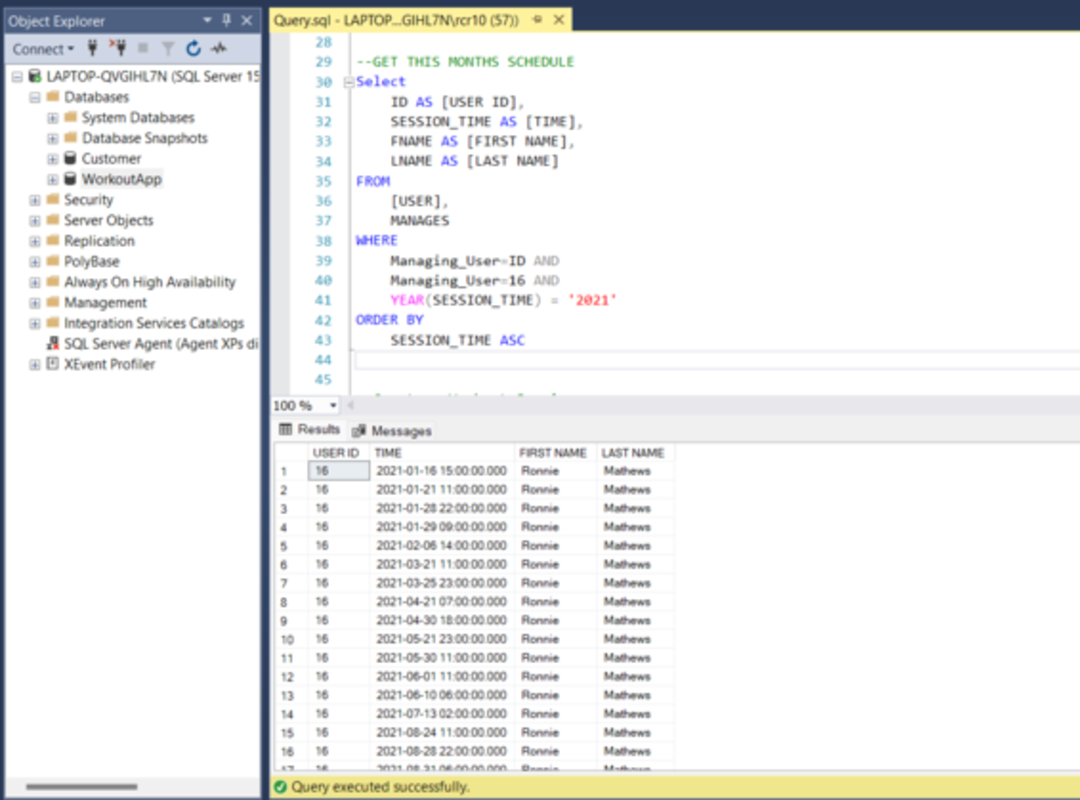 Object Explorer
Connect
LAPTOP-QVGIHL7N (SQL Server 15
Databases
System Databases
Database Snapshots
Customer
WorkoutApp
Security
Server Objects
Replication
PolyBase
Always On High Availability
Management
Integration Services Catalogs
SQL Server Agent (Agent XPs di
XEvent Profiler
Query.sql - LAPTOP...GIHL7N\rcr10 (57))
28
29 --GET THIS MONTHS SCHEDULE
30 Select
31 ID AS [USER ID],
32 SESSION_TIME AS [TIME],
33 FNAME AS [FIRST NAME],
34 LNAME AS [LAST NAME]
35 FROM
36 [USER],
37 MANAGES
38 WHERE
39 Managing_User=ID AND
40 Managing_User=16 AND
41 YEAR(SESSION_TIME) = '2021'
42 ORDER BY
43 SESSION_TIME ASC
44
45
100 %
Results Messages
USER ID TIME FIRST NAME LAST NAME
1 16 2021-01-16 15:00:00.000 Ronnie Mathews
2 16 2021-01-21 11:00:00.000 Ronnie Mathews
3 16 2021-01-28 22:00:00.000 Ronnie Mathews
4 16 2021-01-29 09:00:00.000 Ronnie Mathews
5 16 2021-02-06 14:00:00.000 Ronnie Mathews
6 16 2021-03-21 11:00:00.000 Ronnie Mathews
7 16 2021-03-25 23:00:00.000 Ronnie Mathews
8 16 2021-04-21 07:00:00.000 Ronnie Mathews
9 16 2021-04-30 18:00:00.000 Ronnie Mathews
10 16 2021-05-21 23:00:00.000 Ronnie Mathews
11 16 2021-05-30 11:00:00.000 Ronnie Mathews
12 16 2021-06-01 11:00:00.000 Ronnie Mathews
13 16 2021-06-10 06:00:00.000 Ronnie Mathews
14 16 2021-07-13 02:00:00.000 Ronnie Mathews
15 16 2021-08-24 11:00:00.000 Ronnie Mathews
16 16 2021-08-28 22:00:00.000 Ronnie Mathews
Query executed successfully.